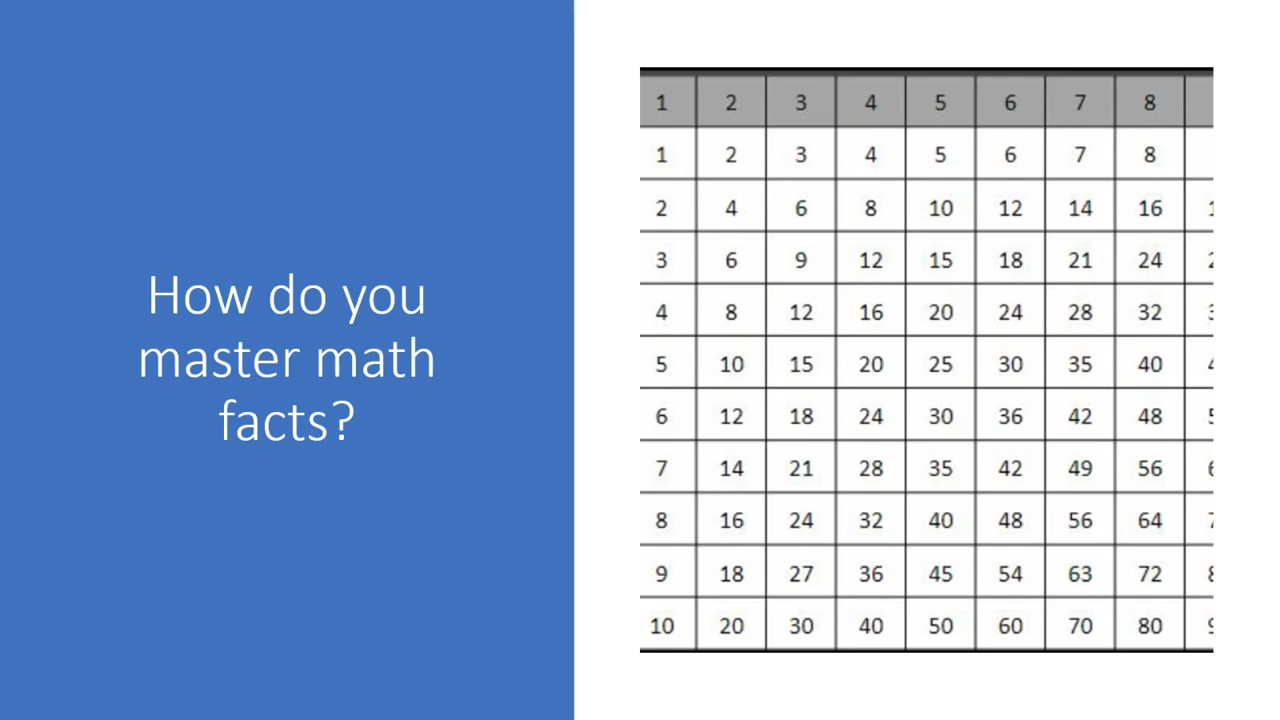 How do you
master math
facts?
1 2 3 4 5 6 7 8
1 2 3 4 5 6 7 8
2 4 6 8 10 12 14 16
3 6 9 12 15 18 21 24
4 8 12 16 20 24 28 32
5 10 15 20 25 30 35 40
6 12 18 24 30 36 42 48
7 14 21 28 35 42 49 56
8 16 24 32 40 48 56 64
9 18 27 36 45 54 63 72
10 20 30 40 50 60 70 80